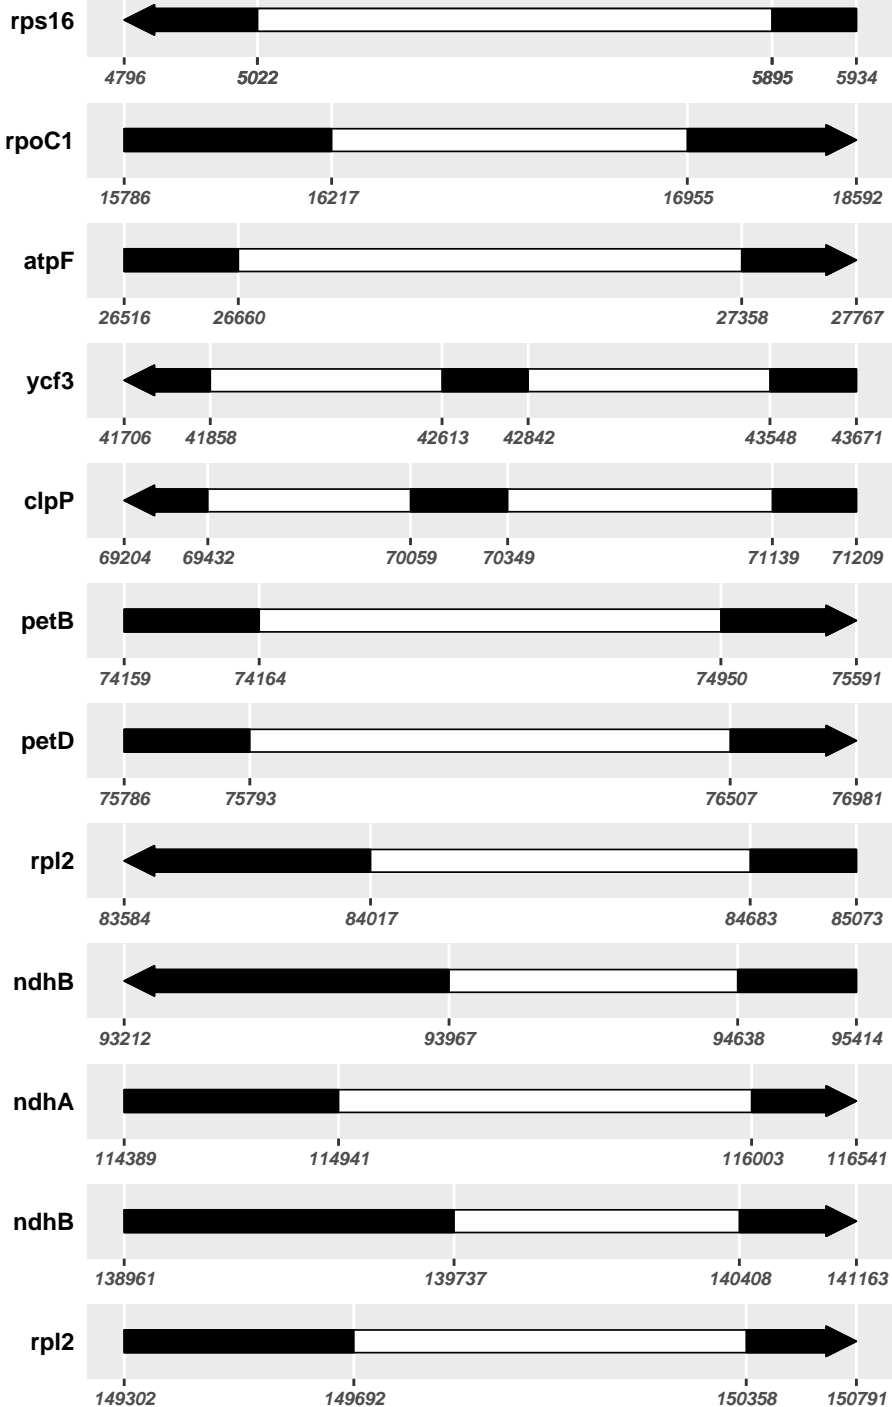 rps16
4796 5022 5895 5934
rpoC1
15786 16217 16955 18592
atpF
26516 26660 27358 27767
ycf3
41706 41858 42613 42842 43548 43671
clpP
69204 69432 70059 70349 71139 71209
petB
74159 74164 74950 75591
petD
75786 75793 76507 76981
rpl2
83584 84017 84683 85073
ndhB
93212 93967 94638 95414
ndhA
114389 114941 116003 116541
ndhB
138961 139737 140408 141163
rpl2
149302 149692 150358 150791